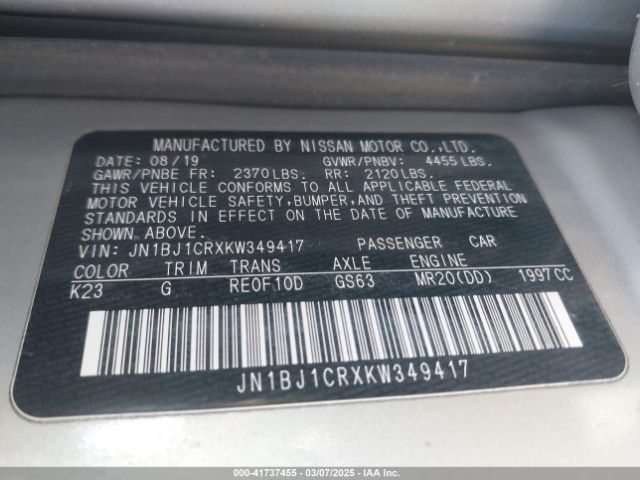 MANUFACTURED BY NISSAN MOTOR CO.,LTD.
DATE: 08/19 GVWR/PNBV: 4455LBS.
GAWR/PNBE FR: 2370LBS. RR: 2120LBS.
THIS VEHICLE CONFORMS TO ALL APPLICABLE FEDERAL
MOTOR VEHICLE SAFETY,BUMPER,AND THEFT PREVENTION
STANDARDS IN EFFECT ON THE DATE OF MANUFACTURE
SHOWN ABOVE.
VIN: JN1BJ1CRXKW349417 PASSENGER CAR
COLOR TRIM TRANS AXLE ENGINE
K23 G REOF10D GS63 MR20(DD) 1997CC
JN1BJ1CRXKW349417
000-41737455 - 03/07/2025 - IAA Inc.